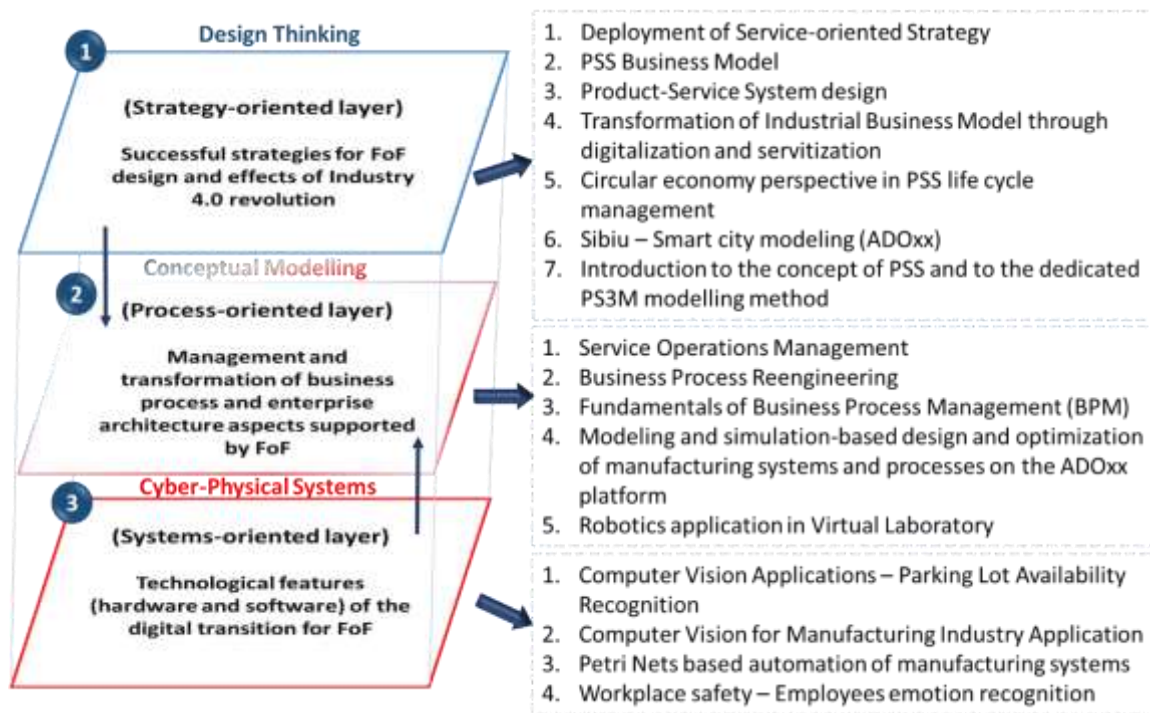 Design Thinking
1
(Strategy-oriented layer)
Successful strategies for FoF
design and effects of Industry
4.0 revolution
1. Deployment of Service-oriented Strategy
2. PSS Business Model
3. Product-Service System design
4. Transformation of Industrial Business Model through
digitalization and servitization
5. Circular economy perspective in PSS life cycle
management
6. Sibiu – Smart city modeling (ADOxx)
7. Introduction to the concept of PSS and to the dedicated
PS3M modelling method
Conceptual Modelling
2
(Process-oriented layer)
Management and
transformation of business
process and enterprise
architecture aspects supported
by FoF
1. Service Operations Management
2. Business Process Reengineering
3. Fundamentals of Business Process Management (BPM)
4. Modeling and simulation-based design and optimization
of manufacturing systems and processes on the ADOxx
platform
5. Robotics application in Virtual Laboratory
Cyber-Physical Systems
3
(Systems-oriented layer)
Technological features
(hardware and software) of the
digital transition for FoF
1. Computer Vision Applications – Parking Lot Availability
Recognition
2. Computer Vision for Manufacturing Industry Application
3. Petri Nets based automation of manufacturing systems
4. Workplace safety – Employees emotion recognition